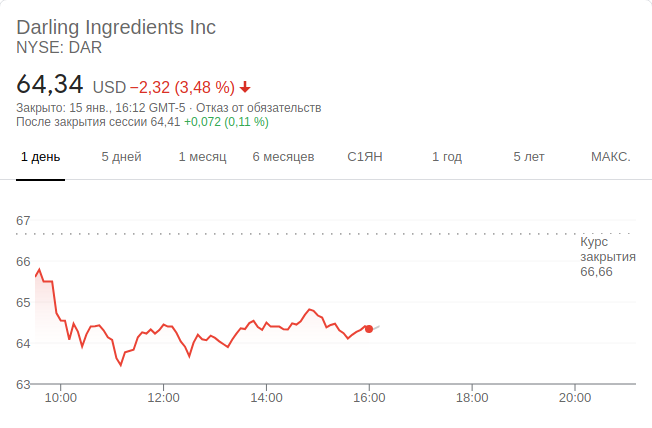 Darling Ingredients Inc
NYSE: DAR
64,34 USD −2,32 (3,48 %)
Закрыто: 15 янв., 16:12 GMT-5 · Отказ от обязательств
После закрытия сессии 64,41 +0,072 (0,11 %)
1 день 5 дней 1 месяц 6 месяцев С1ЯН 1 год 5 лет МАКС.
67
Курс
закрытия
66,66
66
65
64
63
10:00 12:00 14:00 16:00 18:00 20:00